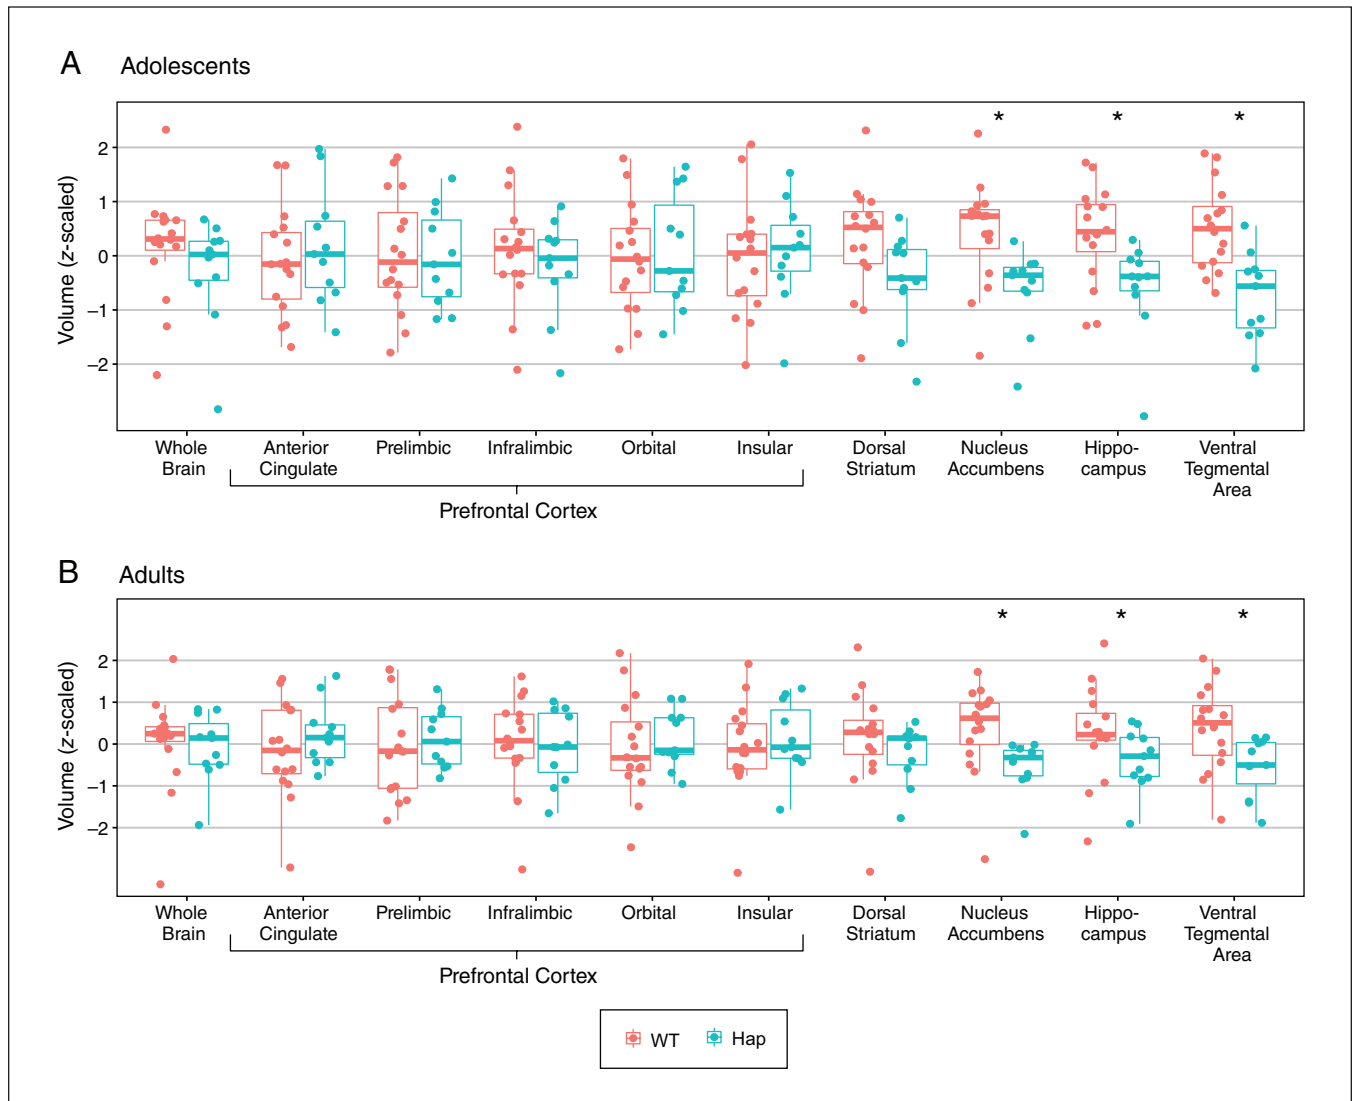 A Adolescents
* * *
Volume (z-scaled)
2
1
0
−1
−2
Whole Brain
Anterior Cingulate
Prelimbic
Infralimbic
Orbital
Insular
Dorsal Striatum
Nucleus Accumbens
Hippo-campus
Ventral Tegmental Area
Prefrontal Cortex
B Adults
* * *
Volume (z-scaled)
2
1
0
−1
−2
Whole Brain
Anterior Cingulate
Prelimbic
Infralimbic
Orbital
Insular
Dorsal Striatum
Nucleus Accumbens
Hippo-campus
Ventral Tegmental Area
Prefrontal Cortex
WT Hap